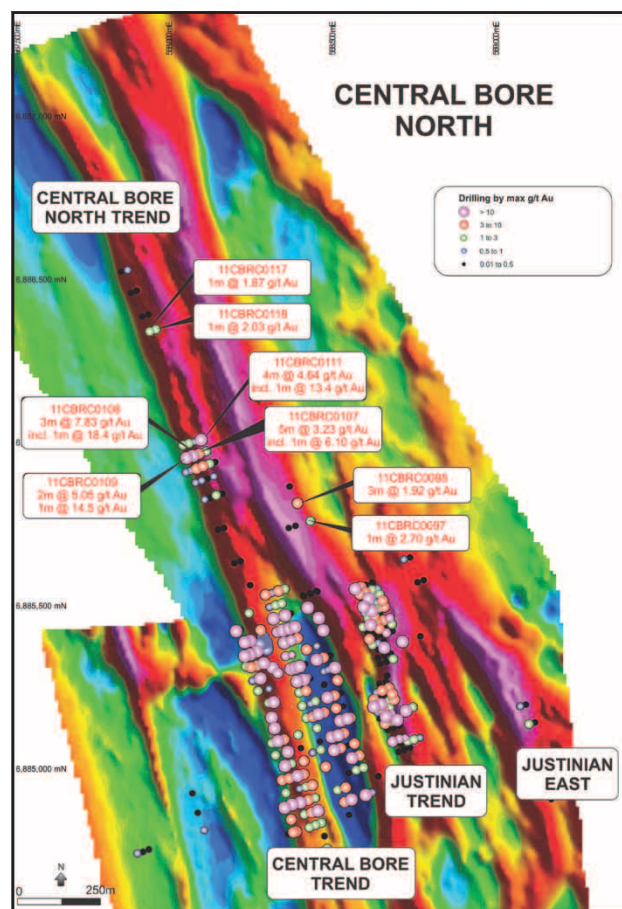 CENTRAL BORE
NORTH
Drilling by max g/t Au
> 10
3 to 10
1 to 3
0.5 to 1
0.01 to 0.5
CENTRAL BORE
NORTH TREND
6,886,500 mN
11CBRC0117
1m @ 1.87 g/t Au
11CBRC0118
1m @ 2.03 g/t Au
11CBRC0111
4m @ 4.64 g/t Au
incl. 1m @ 13.4 g/t Au
11CBRC0108
3m @ 7.83 g/t Au
incl. 1m @ 18.4 g/t Au
11CBRC0107
5m @ 3.23 g/t Au
incl. 1m @ 6.10 g/t Au
11CBRC0109
2m @ 5.05 g/t Au
1m @ 14.5 g/t Au
11CBRC0098
3m @ 1.92 g/t Au
11CBRC0097
1m @ 2.70 g/t Au
6,885,500 mN
6,885,000 mN
JUSTINIAN
TREND
JUSTINIAN
EAST
CENTRAL BORE
TREND
N
0 250m